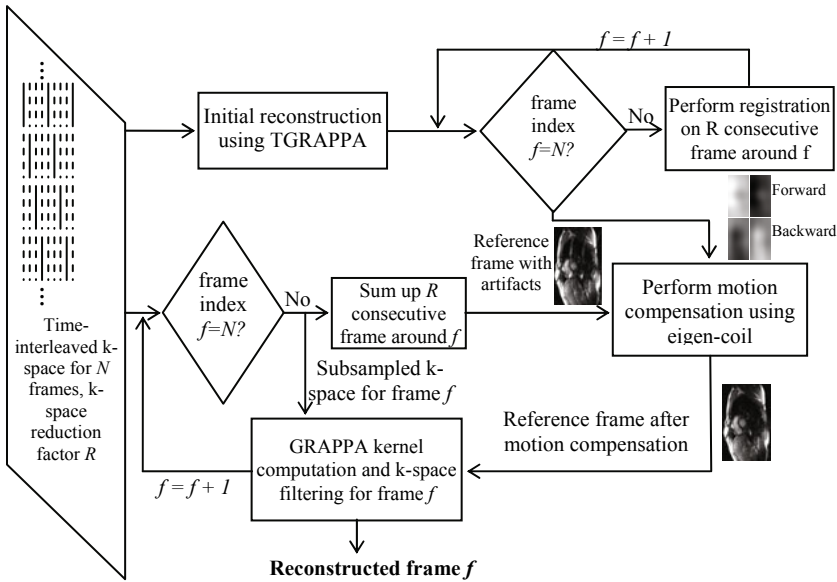 f = f + 1
Initial reconstruction
using TGRAPPA
frame
index
f=N?
No
Perform registration
on R consecutive
frame around f
Forward
Backward
Time-
interleaved k-
space for N
frames, k-
space
reduction
factor R
frame
index
f=N?
No
Sum up R
consecutive
frame around f
Reference
frame with
artifacts
Perform motion
compensation using
eigen-coil
Subsampled k-
space for frame f
Reference frame after
motion compensation
GRAPPA kernel
computation and k-space
filtering for frame f
f = f + 1
Reconstructed frame f